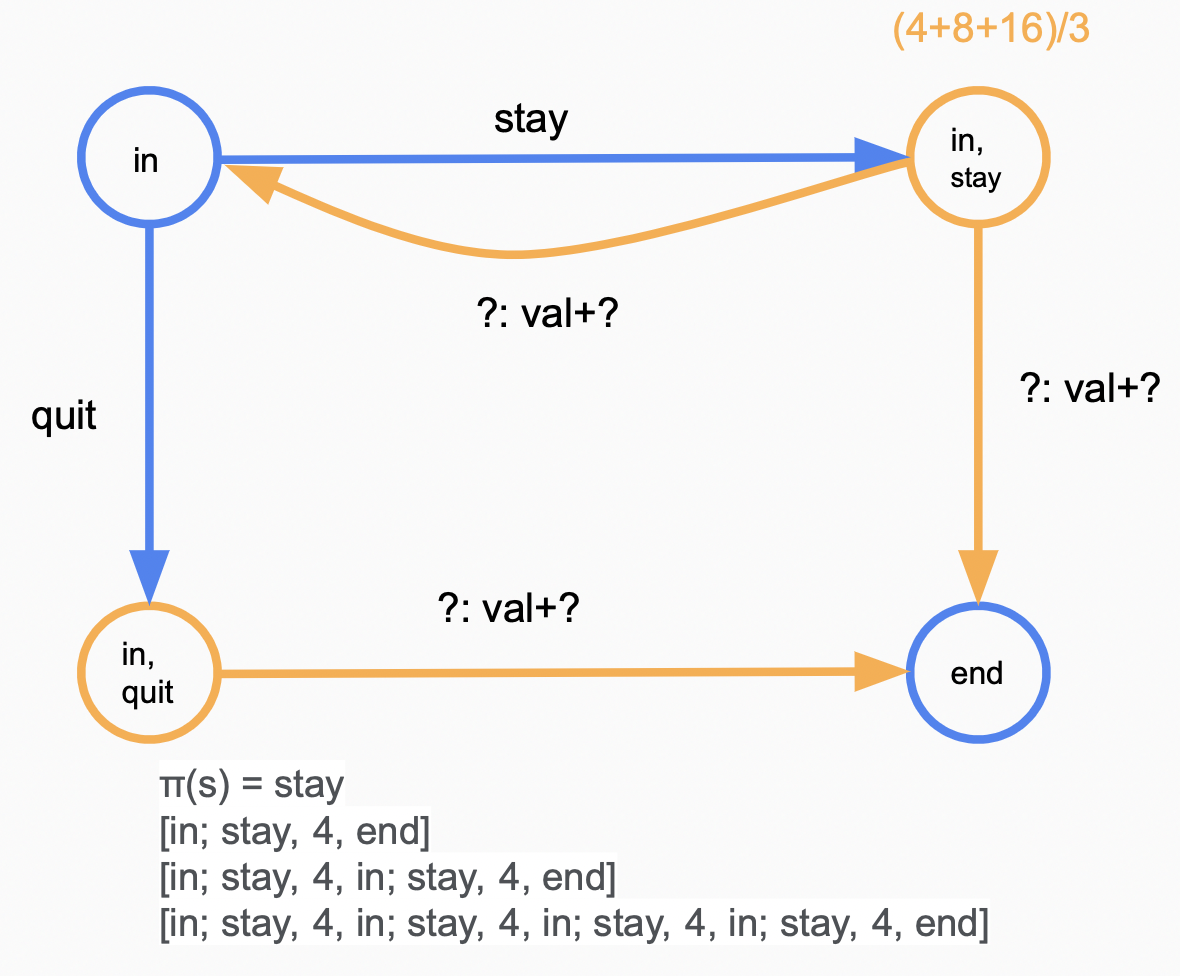 (4+8+16)/3
stay
in
in,
stay
?: val+?
?: val+?
quit
?: val+?
in,
quit
end
π(s) = stay
[in; stay, 4, end]
[in; stay, 4, in; stay, 4, end]
[in; stay, 4, in; stay, 4, in; stay, 4, in; stay, 4, end]